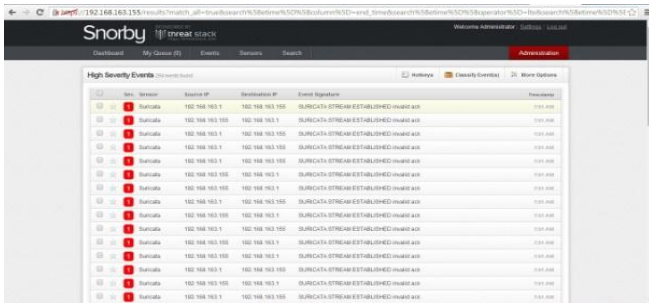 192.168.163.155/results?match_all=true&search%5Betime%5D%5Bcolumn%5D=end_time&search%5Betime%5D%5Boperator%5D=lte&search%5Betime%5D%5
Snorby threat stack Welcome Administrator Settings Log out
Dashboard My Queue (0) Events Sensors Search Administration
High Severity Events Hotkeys Classify Event(s) More Options
Sev. Sensor Source IP Destination IP Event Signature Timestamp
1 Suricata 192.168.163.1 192.168.163.155 SURICATA STREAM ESTABLISHED invalid ack
1 Suricata 192.168.163.155 192.168.163.1 SURICATA STREAM ESTABLISHED invalid ack
1 Suricata 192.168.163.1 192.168.163.155 SURICATA STREAM ESTABLISHED invalid ack
1 Suricata 192.168.163.1 192.168.163.155 SURICATA STREAM ESTABLISHED invalid ack
1 Suricata 192.168.163.155 192.168.163.1 SURICATA STREAM ESTABLISHED invalid ack
1 Suricata 192.168.163.155 192.168.163.1 SURICATA STREAM ESTABLISHED invalid ack
1 Suricata 192.168.163.1 192.168.163.155 SURICATA STREAM ESTABLISHED invalid ack
1 Suricata 192.168.163.155 192.168.163.1 SURICATA STREAM ESTABLISHED invalid ack
1 Suricata 192.168.163.1 192.168.163.155 SURICATA STREAM ESTABLISHED invalid ack
1 Suricata 192.168.163.155 192.168.163.1 SURICATA STREAM ESTABLISHED invalid ack
1 Suricata 192.168.163.155 192.168.163.1 SURICATA STREAM ESTABLISHED invalid ack
1 Suricata 192.168.163.1 192.168.163.155 SURICATA STREAM ESTABLISHED invalid ack
1 Suricata 192.168.163.155 192.168.163.1 SURICATA STREAM ESTABLISHED invalid ack
1 Suricata 192.168.163.1 192.168.163.155 SURICATA STREAM ESTABLISHED invalid ack
1 Suricata 192.168.163.1 192.168.163.155 SURICATA STREAM ESTABLISHED invalid ack